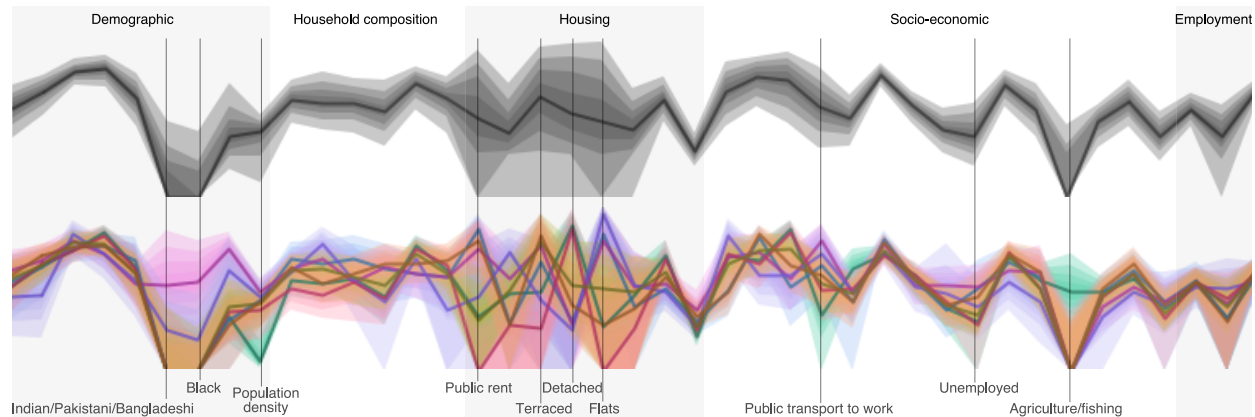 Demographic
Household composition
Housing
Socio-economic
Employment
Indian/Pakistani/Bangladeshi
Black
Population
density
Public rent
Terraced
Detached
Flats
Public transport to work
Unemployed
Agriculture/fishing